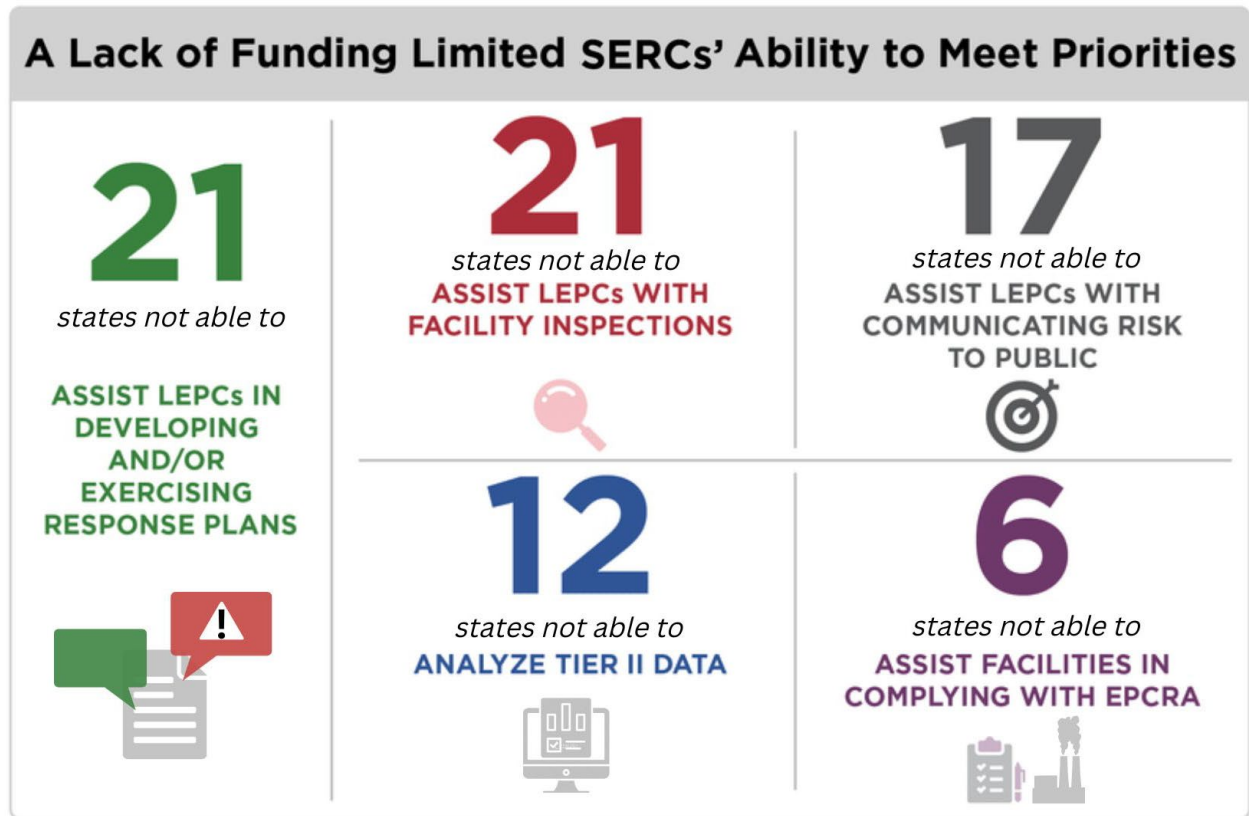 A Lack of Funding Limited SERCs' Ability to Meet Priorities
21
states not able to
ASSIST LEPCs IN
DEVELOPING
AND/OR
EXERCISING
RESPONSE PLANS
!
21
states not able to
ASSIST LEPCs WITH
FACILITY INSPECTIONS
17
states not able to
ASSIST LEPCs WITH
COMMUNICATING RISK
TO PUBLIC
12
states not able to
ANALYZE TIER II DATA
6
states not able to
ASSIST FACILITIES IN
COMPLYING WITH EPCRA